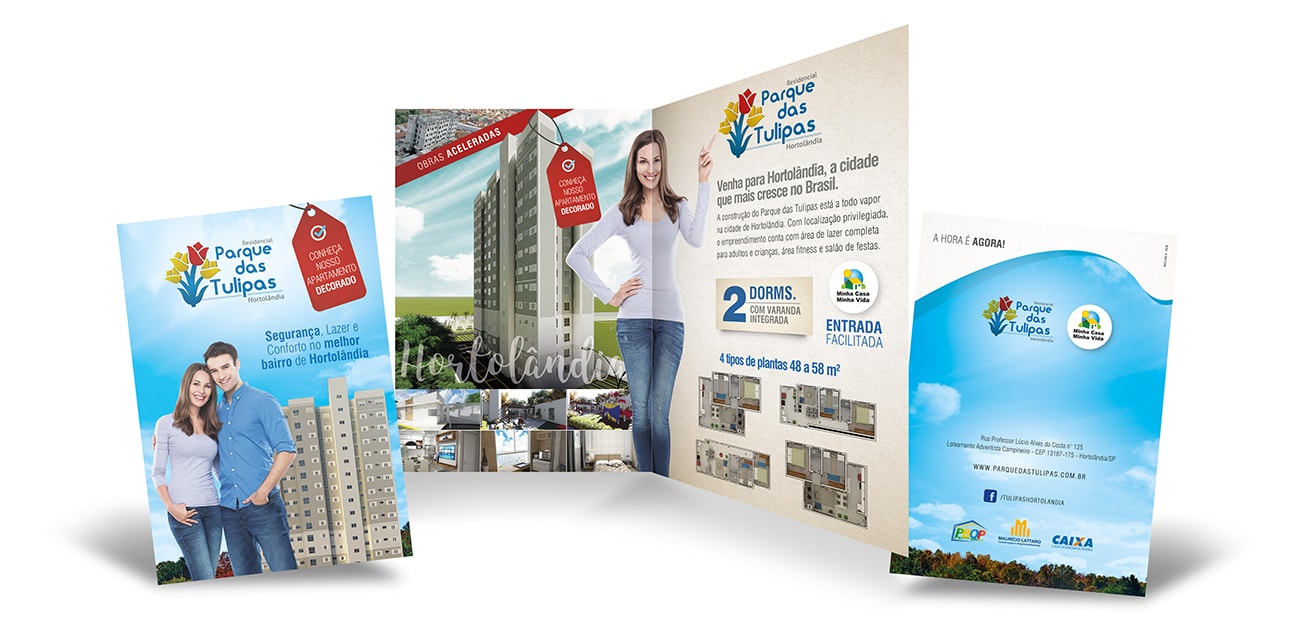 Residencial
Parque
das
Tulipas
Hortolândia
CONHEÇA
NOSSO
APARTAMENTO
DECORADO
Segurança, Lazer e
Conforto no melhor
bairro de Hortolândia
OBRAS ACELERADAS
CONHEÇA
NOSSO
APARTAMENTO
DECORADO
Hortolândia
Residencial
Parque
das
Tulipas
Hortolândia
Venha para Hortolândia, a cidade
que mais cresce no Brasil.
A construção do Parque das Tulipas está a todo vapor
na cidade de Hortolândia. Com localização privilegiada,
o empreendimento conta com área de lazer completa
para adultos e crianças, área fitness e salão de festas.
2 DORMS.
COM VARANDA
INTEGRADA
Minha Casa
Minha Vida
ENTRADA
FACILITADA
4 tipos de plantas 48 a 58 m²
A HORA É AGORA!
Residencial
Parque
das
Tulipas
Hortolândia
Minha Casa
Minha Vida
Rua Professor Lúcio Alves da Costa n° 125
Loteamento Adventista Campineiro - CEP 13187-175 - Hortolândia/SP
WWW.PARQUEDASTULIPAS.COM.BR
f /TULIPASHORTOLANDIA
MAURÍCIO LATTARO
CAIXA
CAIXA ECONÔMICA FEDERAL